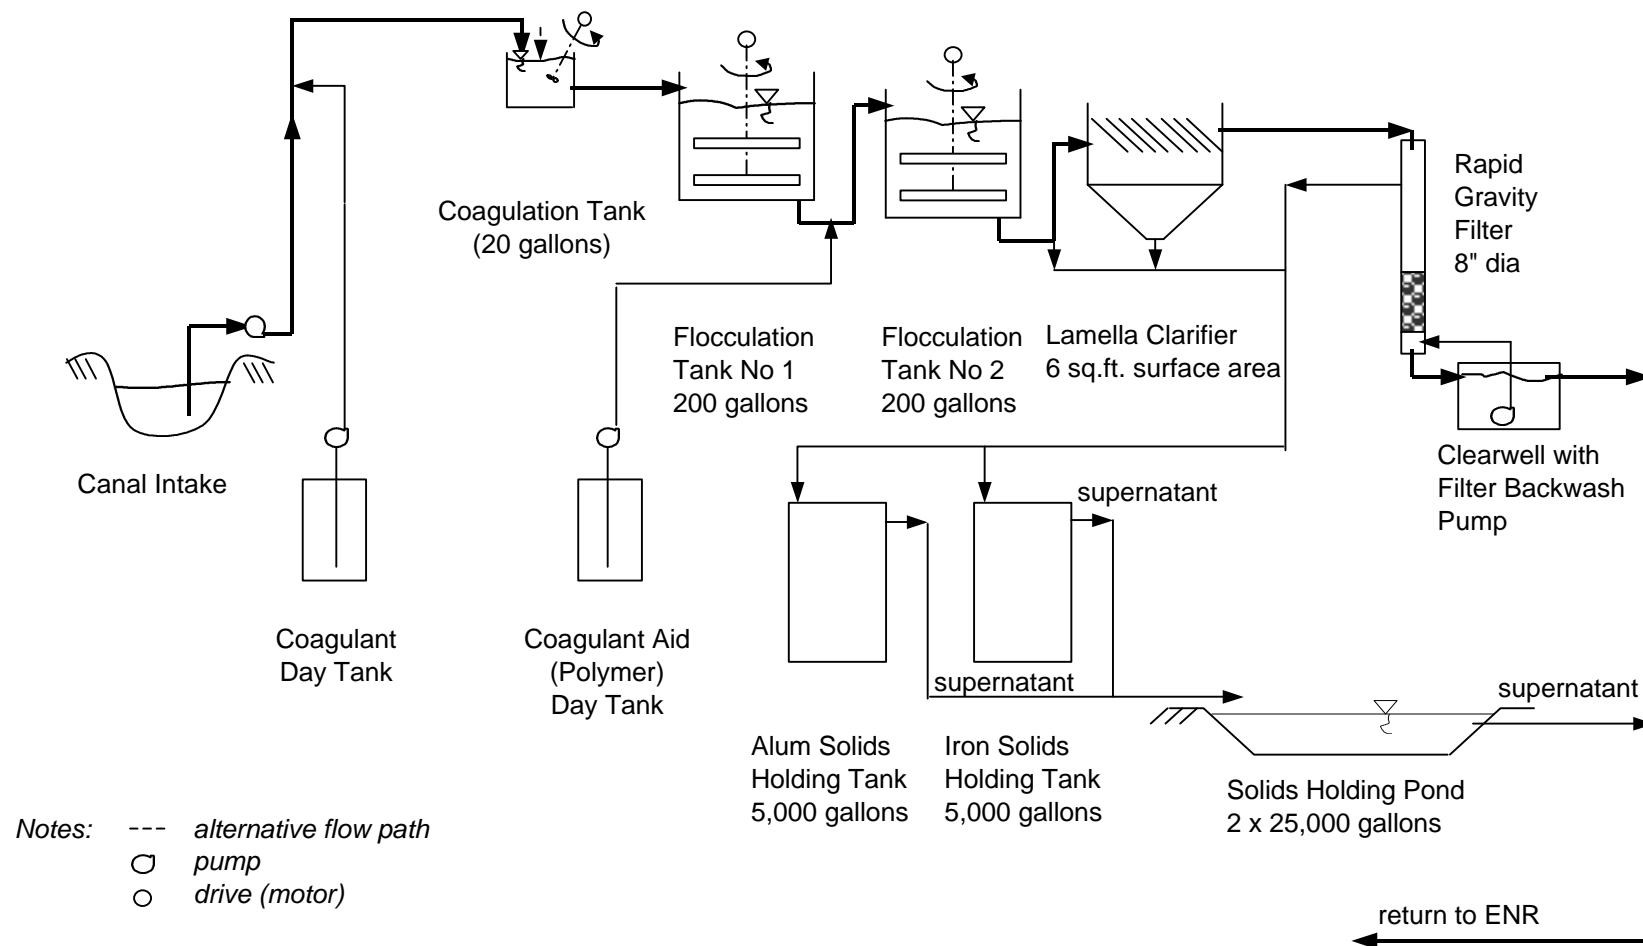 Coagulation Tank
(20 gallons)
Rapid
Gravity
Filter
8" dia
Flocculation
Tank No 1
200 gallons
Flocculation
Tank No 2
200 gallons
Lamella Clarifier
6 sq.ft. surface area
Canal Intake
Clearwell with
Filter Backwash
Pump
supernatant
Coagulant
Day Tank
Coagulant Aid
(Polymer)
Day Tank
supernatant
supernatant
Alum Solids
Holding Tank
5,000 gallons
Iron Solids
Holding Tank
5,000 gallons
Solids Holding Pond
2 x 25,000 gallons
Notes:
alternative flow path
pump
drive (motor)
return to ENR